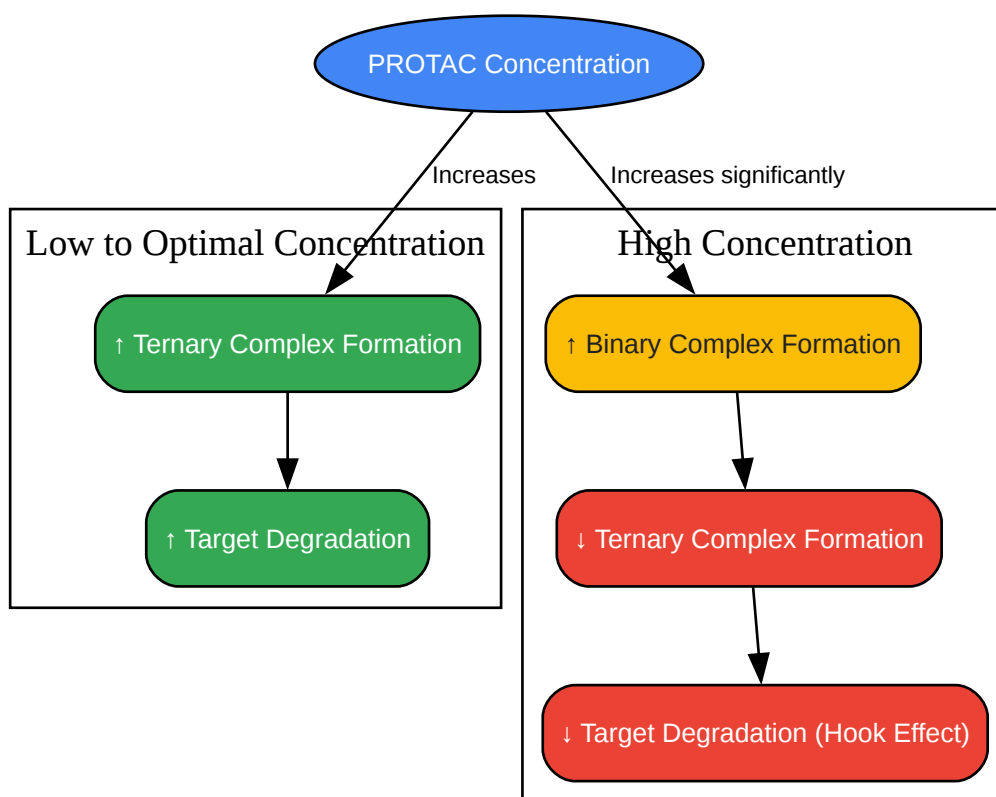 PROTAC Concentration
Increases
Increases significantly
Low to Optimal Concentration
High Concentration
↑ Ternary Complex Formation
↑ Binary Complex Formation
↑ Target Degradation
↓ Ternary Complex Formation
↓ Target Degradation (Hook Effect)